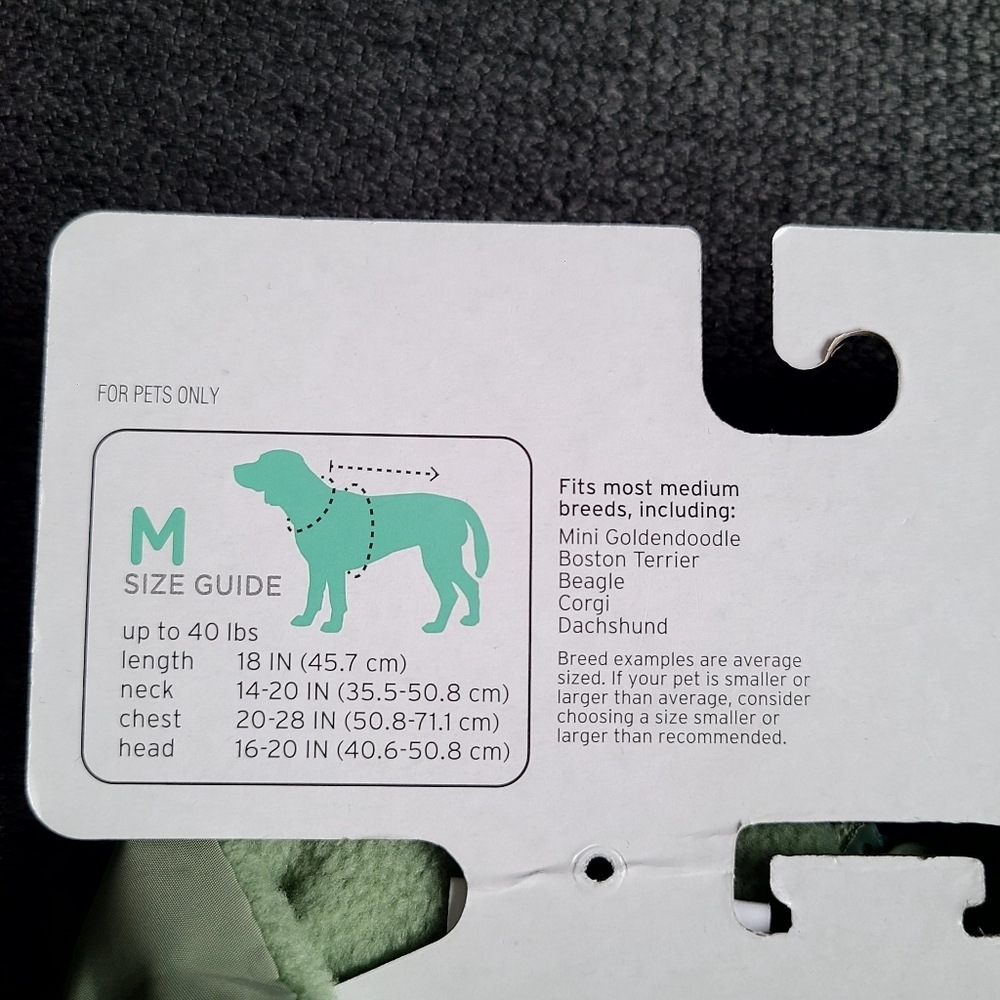 FOR PETS ONLY
M
SIZE GUIDE
up to 40 lbs
length 18 IN (45.7 cm)
neck 14-20 IN (35.5-50.8 cm)
chest 20-28 IN (50.8-71.1 cm)
head 16-20 IN (40.6-50.8 cm)
Fits most medium
breeds, including:
Mini Goldendoodle
Boston Terrier
Beagle
Corgi
Dachshund
Breed examples are average
sized. If your pet is smaller or
larger than average, consider
choosing a size smaller or
larger than recommended.